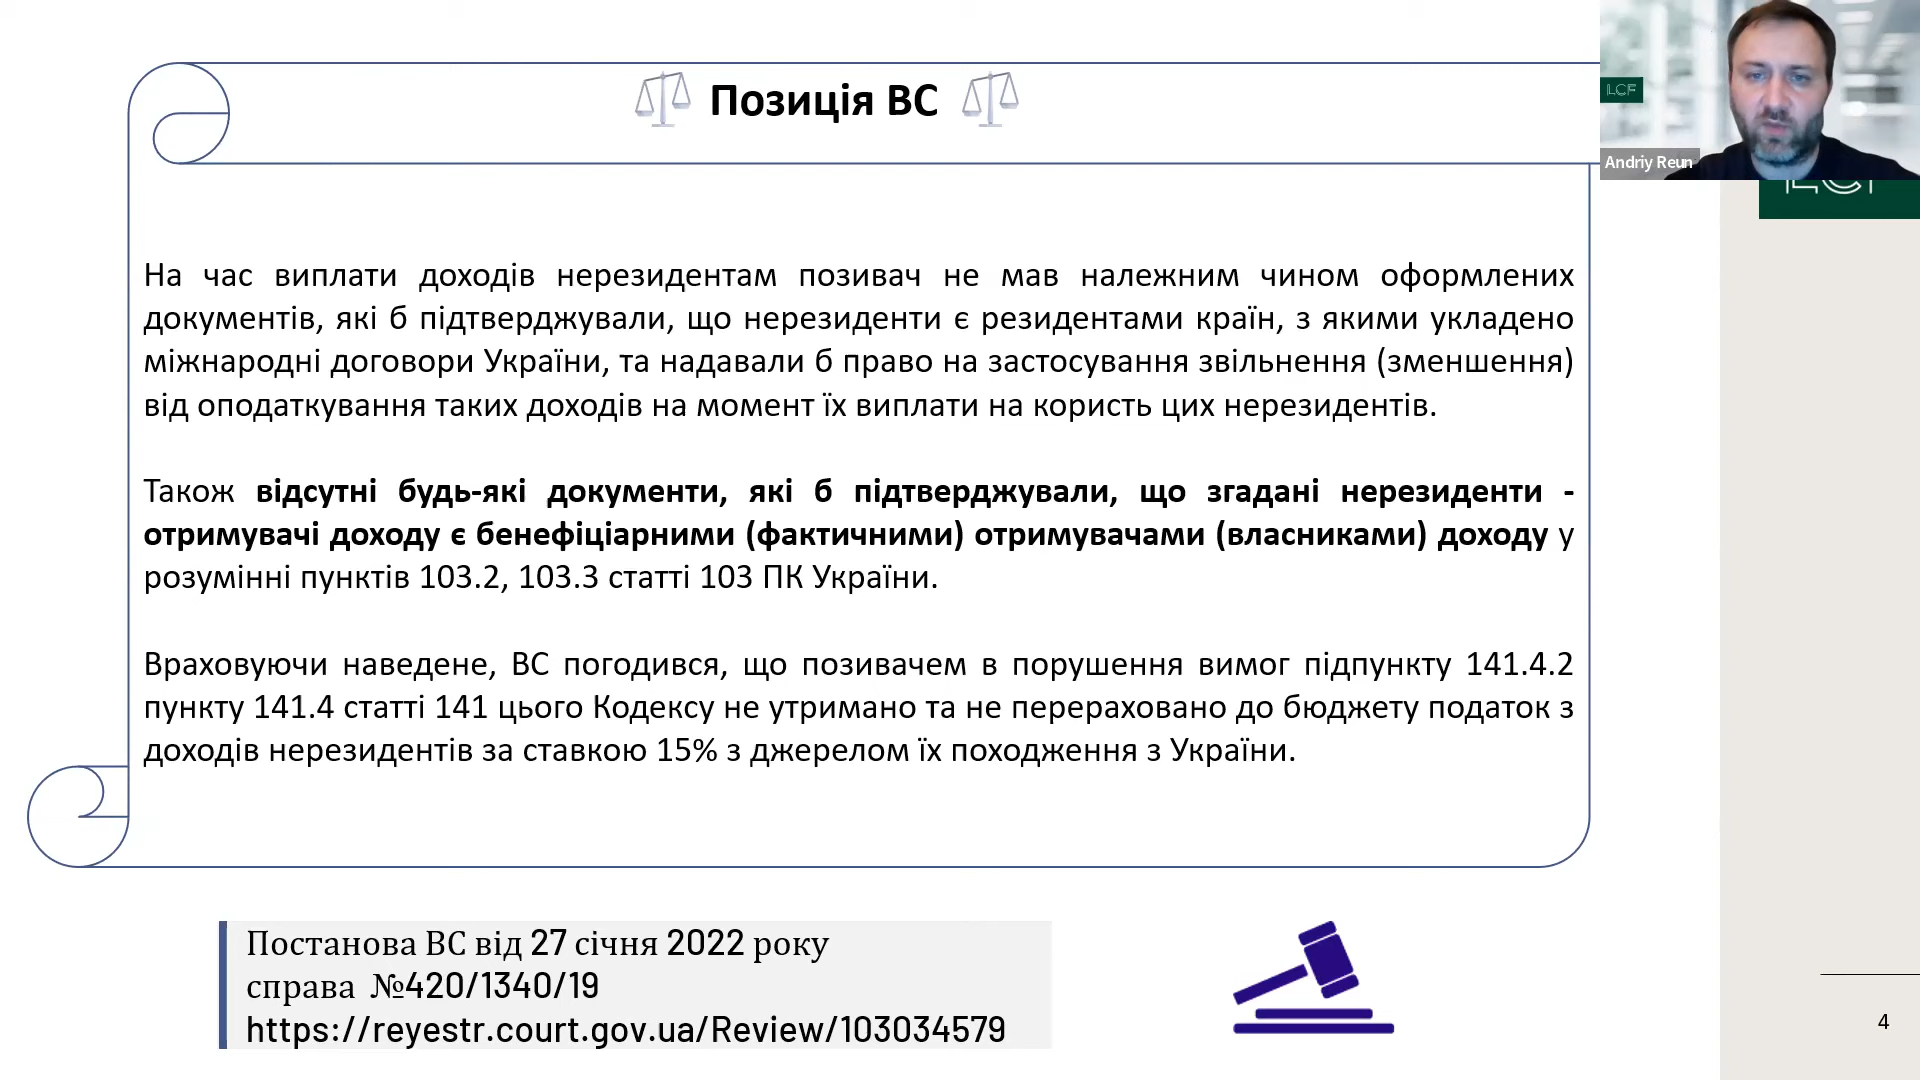 Позиція ВС
LCF
Andriy Reun
На час виплати доходів нерезидентам позивач не мав належним чином оформлених
документів, які б підтверджували, що нерезиденти є резидентами країн, з якими укладено
міжнародні договори України, та надавали б право на застосування звільнення (зменшення)
від оподаткування таких доходів на момент їх виплати на користь цих нерезидентів.
Також відсутні будь-які документи, які б підтверджували, що згадані нерезиденти -
отримувачі доходу є бенефіціарними (фактичними) отримувачами (власниками) доходу у
розумінні пунктів 103.2, 103.3 статті 103 ПК України.
Враховуючи наведене, ВС погодився, що позивачем в порушення вимог підпункту 141.4.2
пункту 141.4 статті 141 цього Кодексу не утримано та не перераховано до бюджету податок з
доходів нерезидентів за ставкою 15% з джерелом їх походження з України.
Постанова ВС від 27 січня 2022 року
справа №420/1340/19
https://reyestr.court.gov.ua/Review/103034579
4